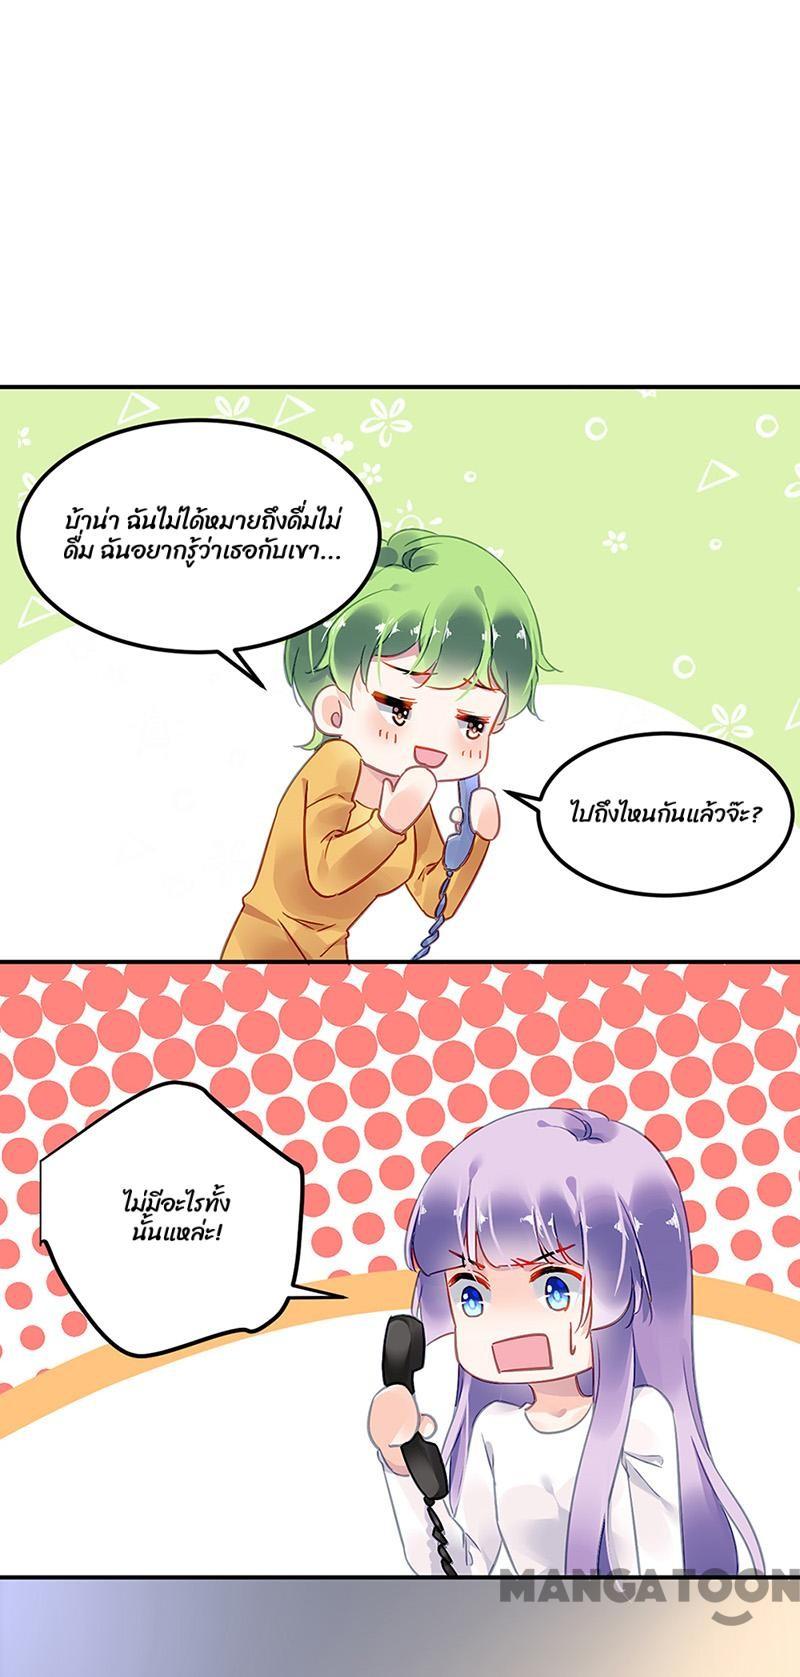 บ้าน่า ฉันไม่ได้หมายถึงดื่มไม่
ดื่ม ฉันอยากรู้ว่าเธอกับเขา...
ไปถึงไหนกันแล้วจ๊ะ?
ไม่มีอะไรทั้ง
นั้นแหล่ะ!
MANGATOON